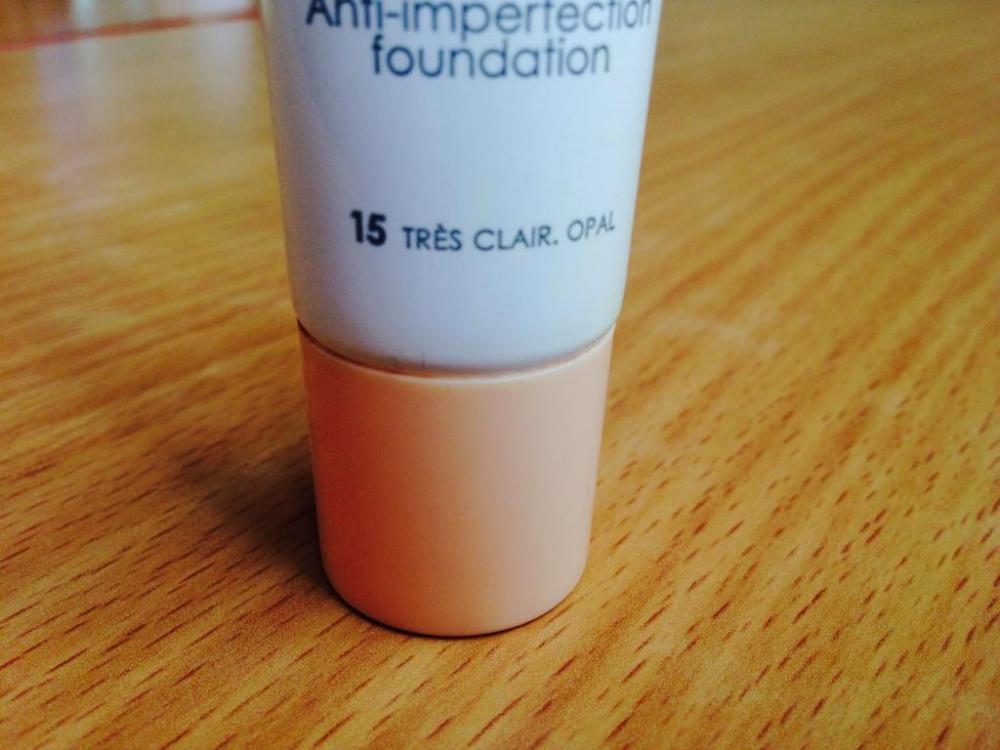 Anti-imperfection
foundation
15 TRÈS CLAIR. OPAL